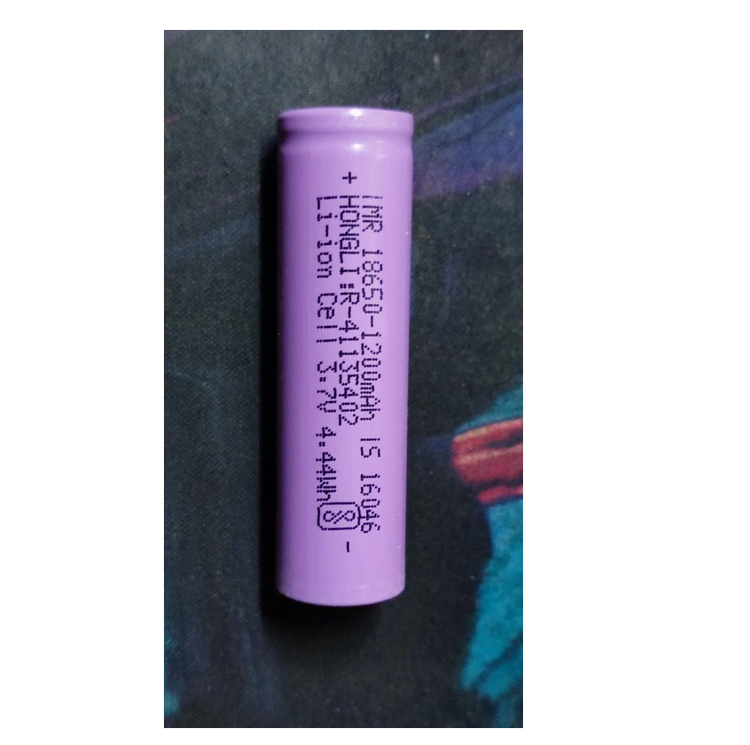 +
IMR 18650-1200mAh IS 16046
HONGLI:R-41135402
Li-ion Cell 3.7V 4.44Wh
-